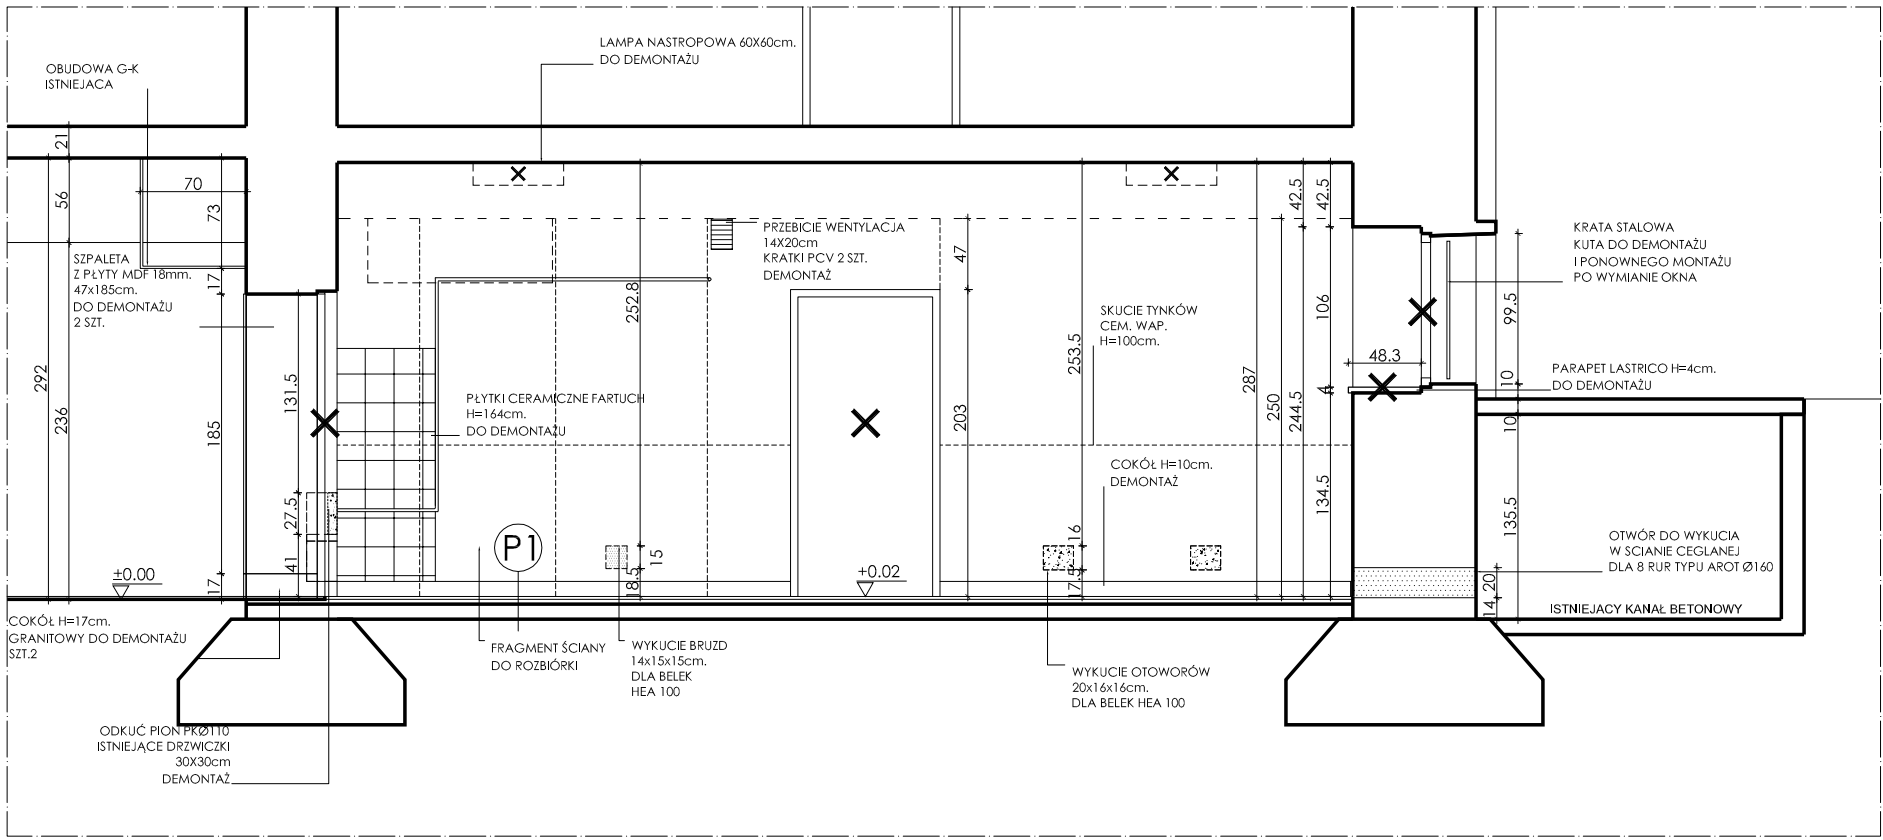 LAMPA NASTROPOWA 60X60cm.
DO DEMONTAŻU
OBUDOWA G-K
ISTNIEJACA
21
56
70
73
17
292
236
SZPALETA
Z PŁYTY MDF 18mm.
47x185cm.
DO DEMONTAŻU
2 SZT.
131.5
185
27.5
41
17
±0.00
PRZEBICIE WENTYLACJA
14X20cm
KRATKI PCV 2 SZT.
DEMONTAŻ
252.8
47
203
PŁYTKI CERAMICZNE FARTUCH
H=164cm.
DO DEMONTAŻU
SKUCIE TYNKÓW
CEM. WAP.
H=100cm.
253.5
287
250
244.5
42.5
42.5
106
4
134.5
48.3
KRATA STALOWA
KUTA DO DEMONTAŻU
I PONOWNEGO MONTAŻU
PO WYMIANIE OKNA
99.5
10
10
135.5
PARAPET LASTRICO H=4cm.
DO DEMONTAŻU
COKÓŁ H=10cm.
DEMONTAŻ
P1
15
18.5
+0.02
16
17.5
OTWÓR DO WYKUCIA
W SCIANIE CEGLANEJ
DLA 8 RUR TYPU AROT Ø160
20
14
ISTNIEJACY KANAŁ BETONOWY
COKÓŁ H=17cm.
GRANITOWY DO DEMONTAŻU
SZT.2
FRAGMENT ŚCIANY
DO ROZBIÓRKI
WYKUCIE BRUZD
14x15x15cm.
DLA BELEK
HEA 100
WYKUCIE OTOWORÓW
20x16x16cm.
DLA BELEK HEA 100
ODKUĆ PION PKØ110
ISTNIEJĄCE DRZWICZKI
30X30cm
DEMONTAŻ